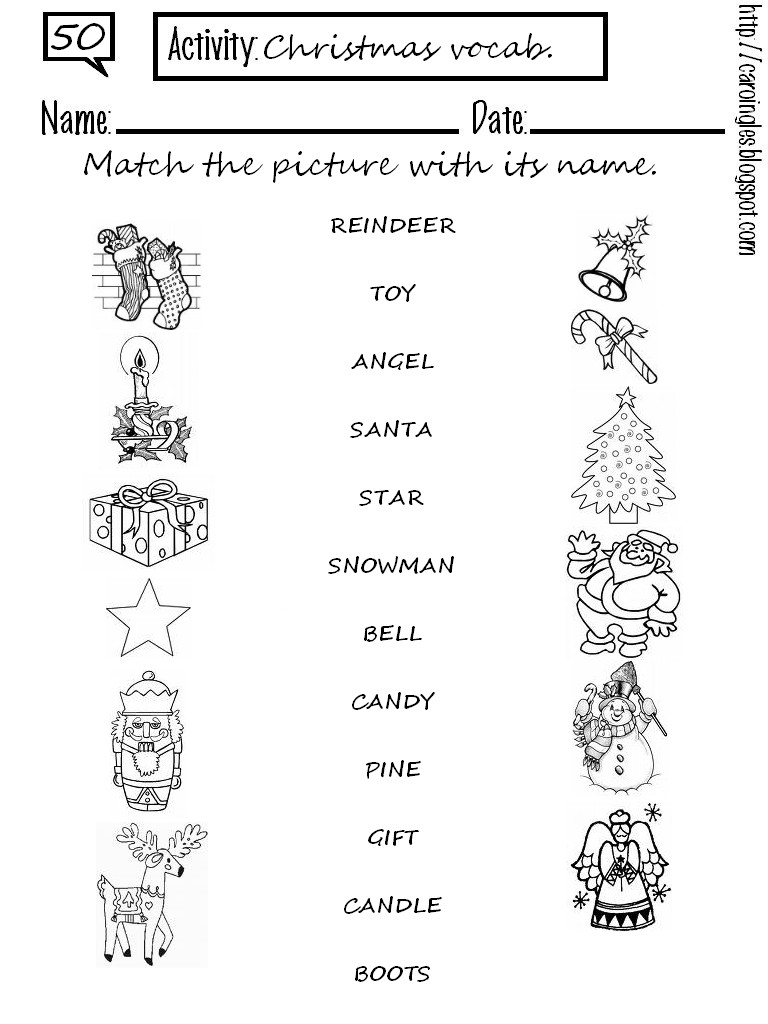 50
Activity: Christmas vocab.
Name: Date:
Match the picture with its name.
REINDEER
TOY
ANGEL
SANTA
STAR
SNOWMAN
BELL
CANDY
PINE
GIFT
CANDLE
BOOTS
http://caroingles.blogspot.com